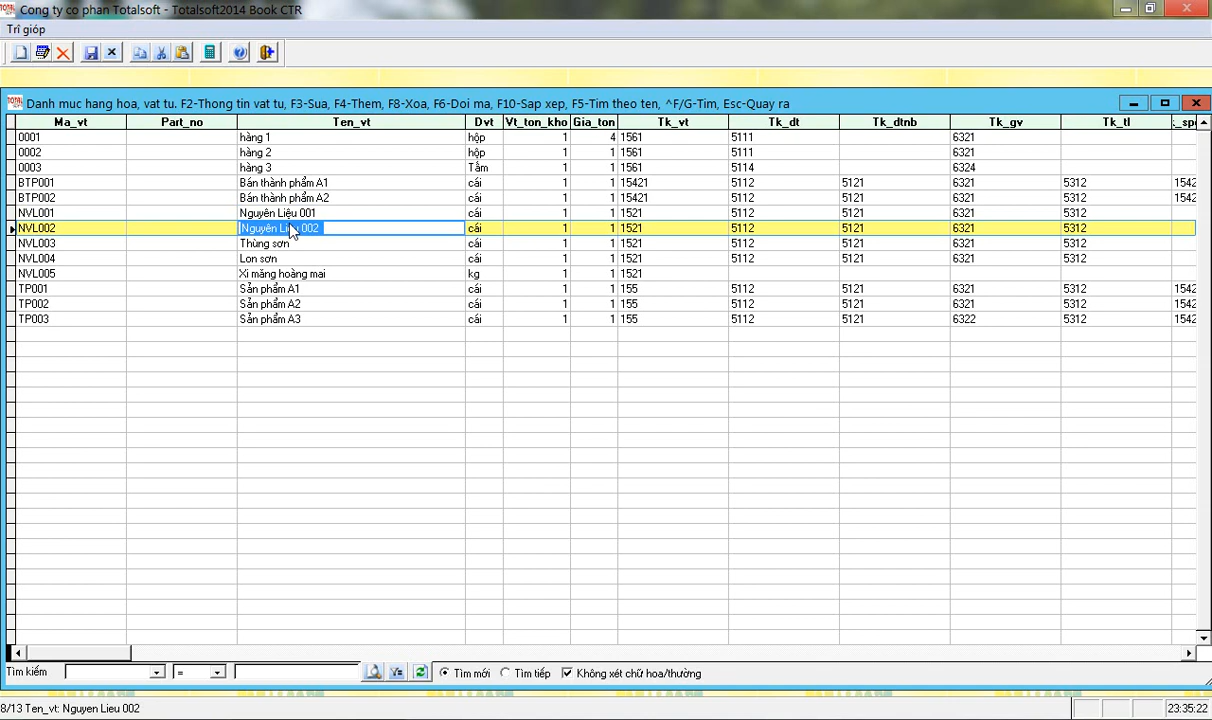 Công ty co phan Totalsoft - Totalsoft2014 Book CTR
Trî gióp
Danh muc hang hoa, vat tu. F2-Thong tin vat tu, F3-Sua, F4-Them, F8-Xoa, F6-Doi ma, F10-Sap xep, F5-Tim theo ten, ^F/G-Tim, Esc-Quay ra
Ma_vt Part_no Ten_vt Dvt Vt_ton_kho Gia_ton Tk_vt Tk_dt Tk_dtnb Tk_gv Tk_tl
0001 hàng 1 hộp 1 4 1561 5111 6321
0002 hàng 2 hộp 1 1 1561 5111 6321
0003 hàng 3 Tấm 1 1 1561 5114 6324
BTP001 Bán thành phẩm A1 cái 1 1 15421 5112 5121 6321 5312 1542
BTP002 Bán thành phẩm A2 cái 1 1 15421 5112 5121 6321 5312 1542
NVL001 Nguyên Liệu 001 cái 1 1 1521 5112 5121 6321 5312
NVL002 Nguyên Liệu 002 cái 1 1 1521 5112 5121 6321 5312
NVL003 Thùng sơn cái 1 1 1521 5112 5121 6321 5312
NVL004 Lon sơn cái 1 1 1521 5112 5121 6321 5312
NVL005 Xi măng hoàng mai kg 1 1 1521
TP001 Sản phẩm A1 cái 1 1 155 5112 5121 6321 5312 1542
TP002 Sản phẩm A2 cái 1 1 155 5112 5121 6321 5312 1542
TP003 Sản phẩm A3 cái 1 1 155 5112 5121 6322 5312 1542
Tìm kiếm = Tìm mới Tìm tiếp Không xét chữ hoa/thường
8/13 Ten_vt: Nguyen Lieu 002 23:35:22